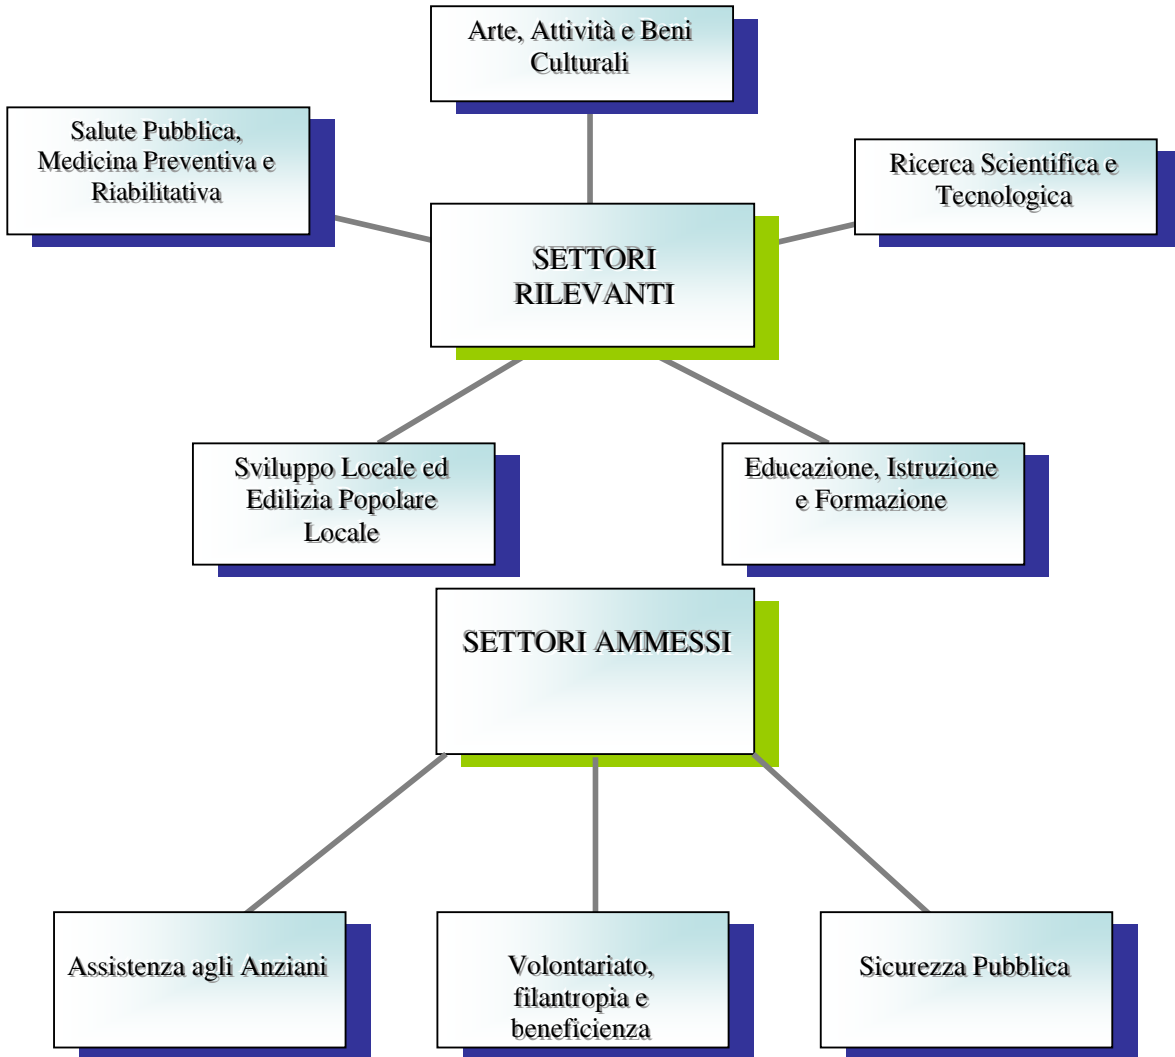 Arte, Attività e Beni
Culturali
Salute Pubblica,
Medicina Preventiva e
Riabilitativa
Ricerca Scientifica e
Tecnologica
SETTORI
RILEVANTI
Sviluppo Locale ed
Edilizia Popolare
Locale
Educazione, Istruzione
e Formazione
SETTORI AMMESSI
Assistenza agli Anziani
Volontariato,
filantropia e
beneficienza
Sicurezza Pubblica